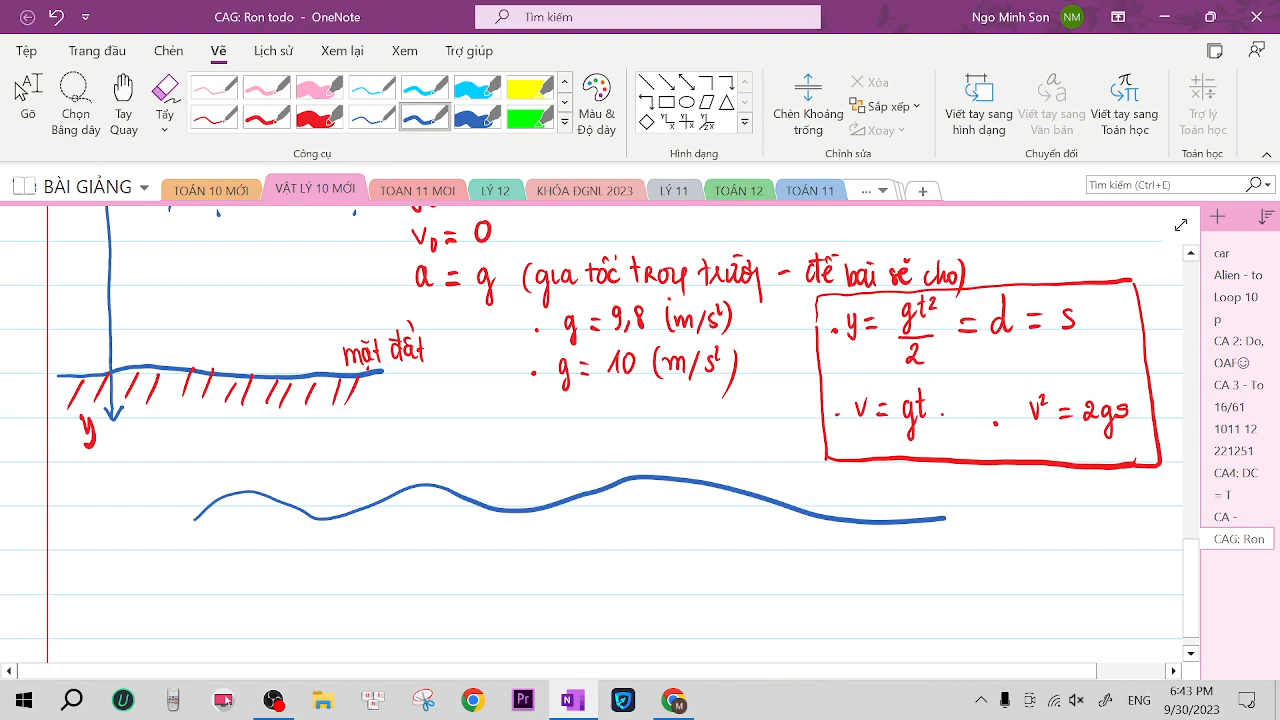 CAG: Ron todo - OneNote
Tìm kiếm
Ngo Minh Son
NM
Tệp
Trang đầu
Chèn
Vẽ
Lịch sử
Xem lại
Xem
Trợ giúp
Gõ
Chọn Bằng dây
Tay Quay
Tẩy
Màu & Độ dày
Chèn Khoảng trống
Xóa
Sắp xếp
Xoay
Viết tay sang hình dạng
Viết tay sang Văn bản
Viết tay sang Toán học
Trợ lý Toán học
Công cụ
Hình dạng
Chỉnh sửa
Chuyển đổi
Toán học
BÀI GIẢNG
TOÁN 10 MỚI
VẬT LÝ 10 MỚI
TOAN 11 MOI
LÝ 12
KHÓA ĐGNL 2023
LÝ 11
TOÁN 12
TOÁN 11
...
Tìm kiếm (Ctrl+E)
v₀ = 0
a = g (gia tốc trọng trường - đề bài sẽ cho)
. g = 9,8 (m/s²)
. g = 10 (m/s²)
mặt đất
y
. y = gt²/2 = d = s
. v = gt .
. v² = 2gs
car
Alien - to
Loop 10
p
CA 2: Do,
OAF☺
CA 3 - To
16/61
1011 12
221251
CA4: DC
= T
CA -
CAG: Ron
Pr
N
M
ENG
6:43 PM
9/30/2023